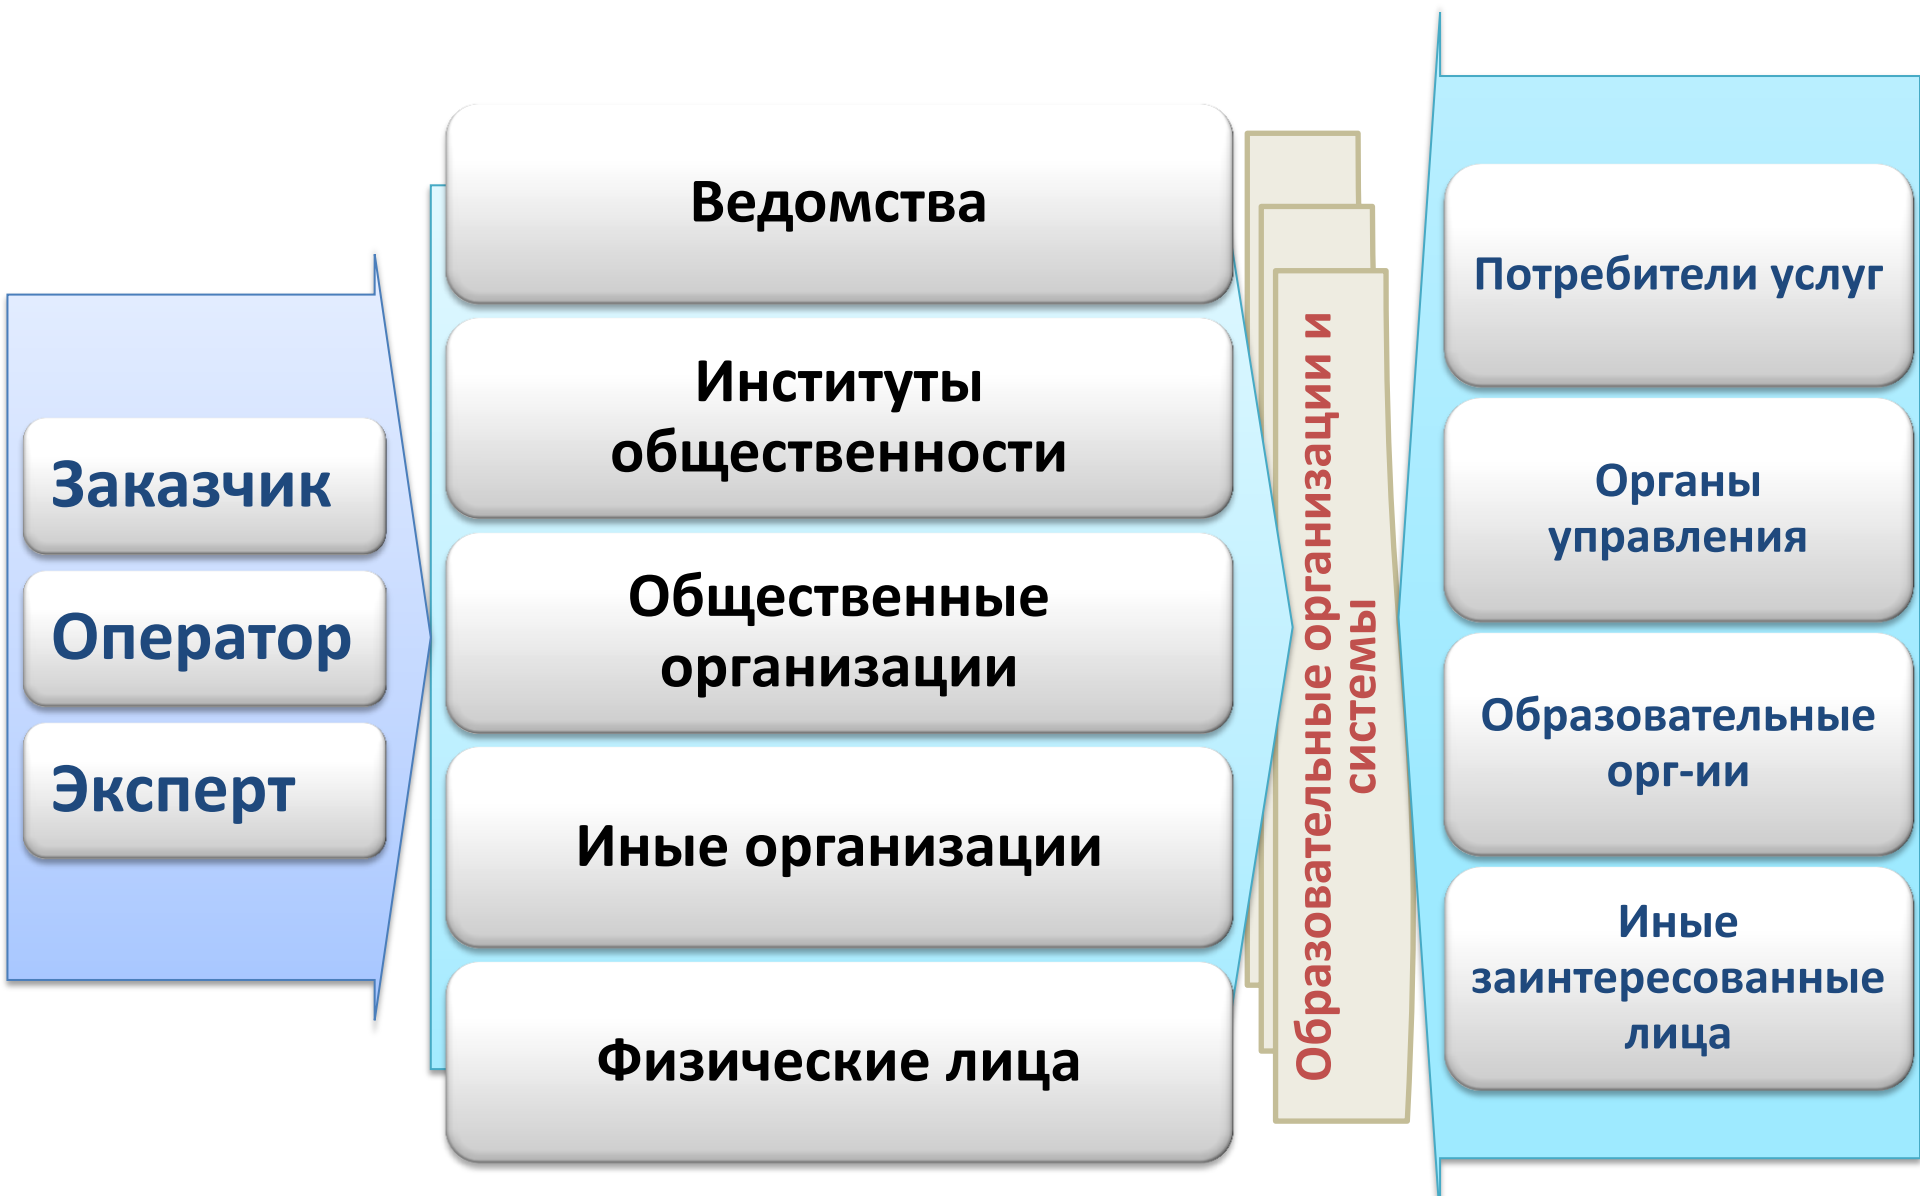 Заказчик
Оператор
Эксперт
Ведомства
Институты
общественности
Общественные
организации
Иные организации
Физические лица
Образовательные организации и
системы
Потребители услуг
Органы
управления
Образовательные
орг-ии
Иные
заинтересованные
лица